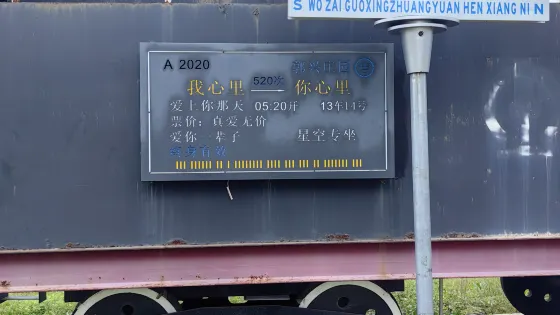 S WO ZAI GUOXINGZHUANGYUAN HEN XIANG NI N
A 2020
我心里 520次 你心里
爱上你那天 05:20开 13车14号
票价：真爱无价
爱你一辈子 星空专坐